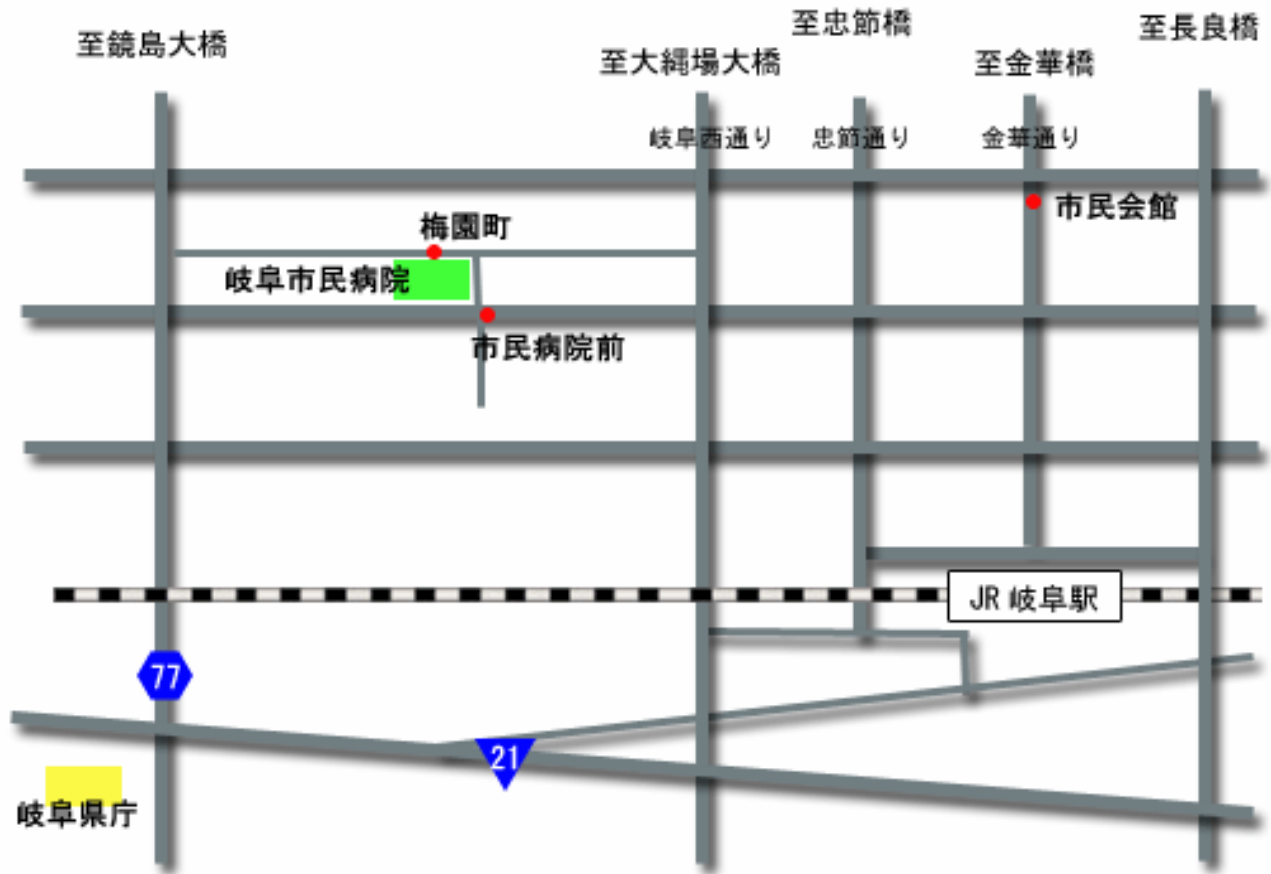 至忠節橋
至長良橋
至鏡島大橋
至大縄場大橋
至金華橋
岐阜西通り
忠節通り
金華通り
市民会館
梅園町
岐阜市民病院
市民病院前
JR 岐阜駅
77
21
岐阜県庁